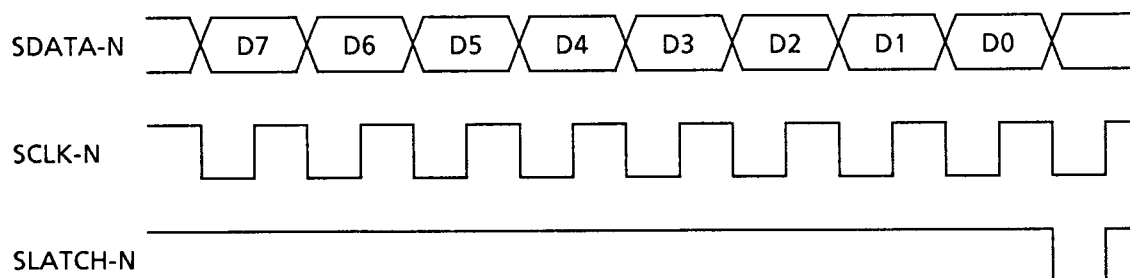 SDATA-N D7 D6 D5 D4 D3 D2 D1 D0
SCLK-N
SLATCH-N